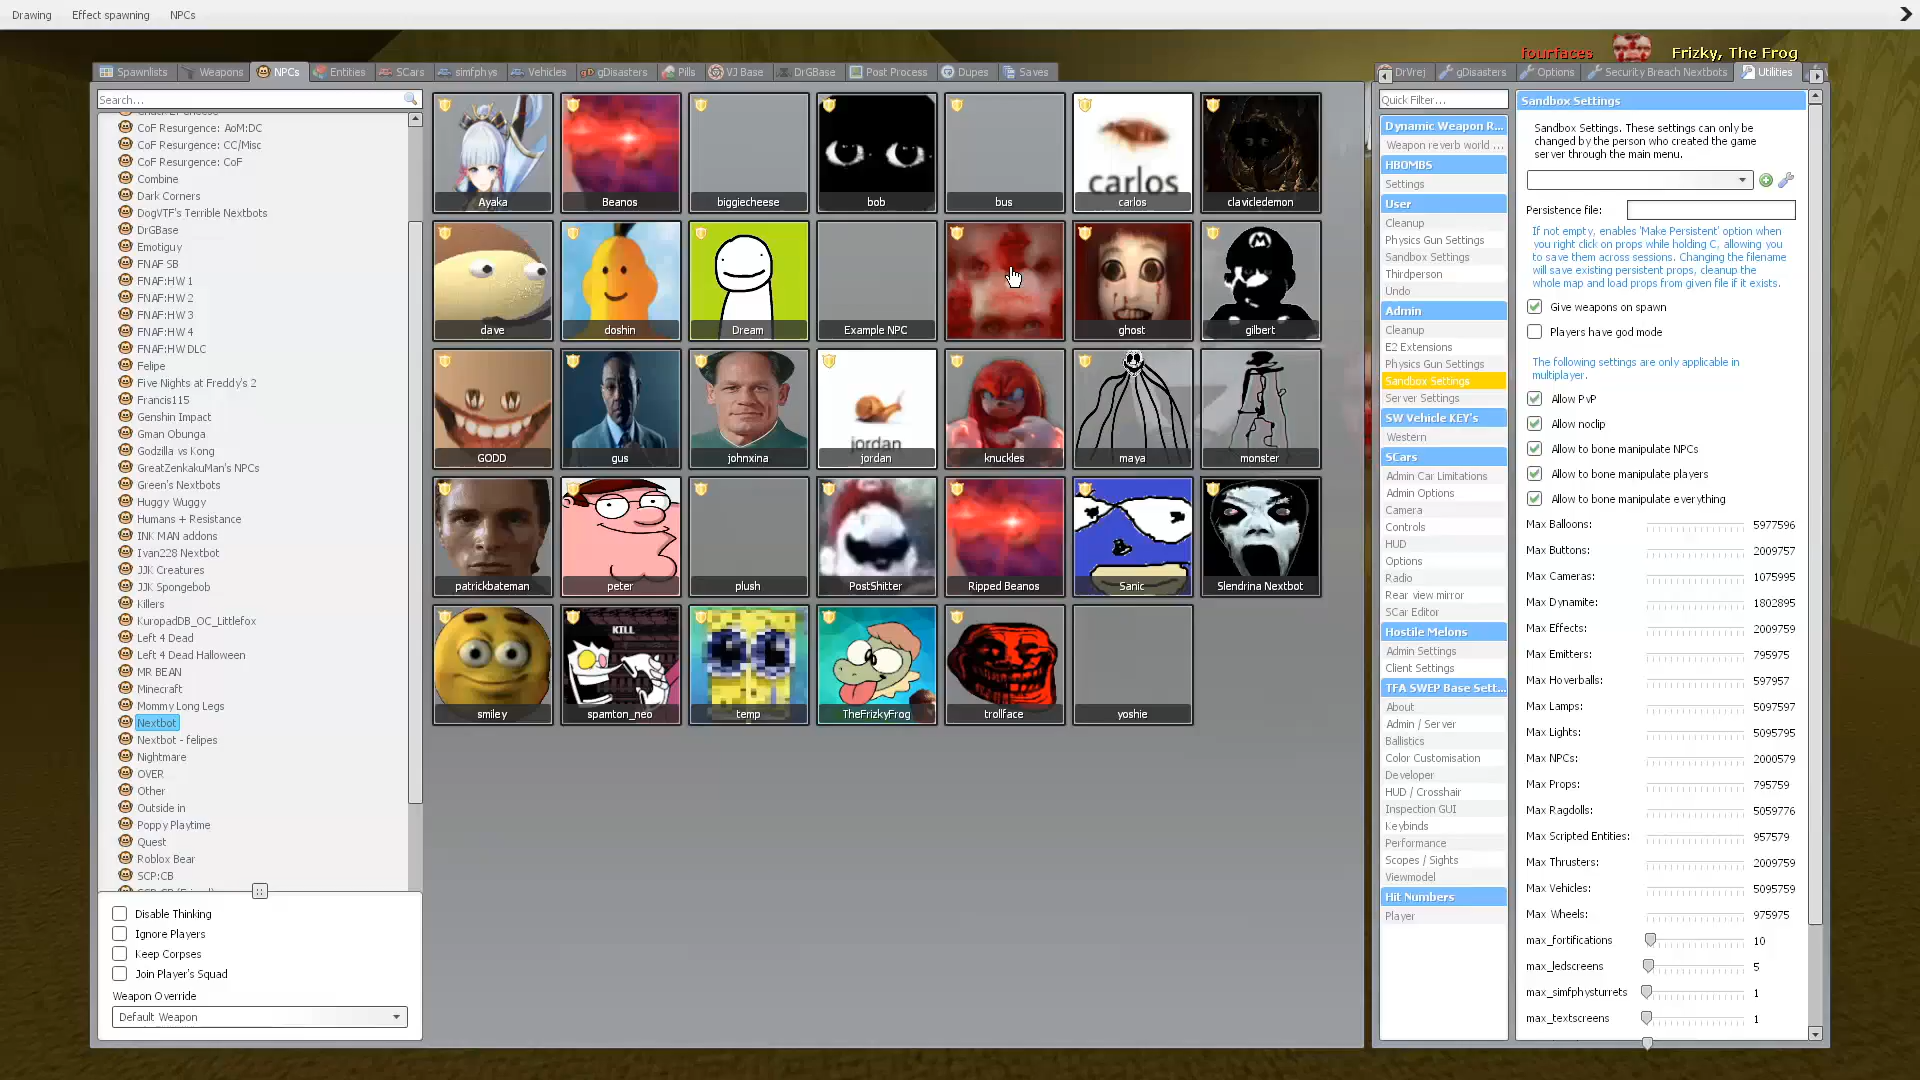 Drawing
Effect spawning
NPCs
fourfaces
Frizky, The Frog
Spawnlists
Weapons
NPCs
Entities
SCars
simfphys
Vehicles
gDisasters
Pills
VJ Base
DrGBase
Post Process
Dupes
Saves
DrVrej
gDisasters
Options
Security Breach Nextbots
Utilities
Search...
CoF Resurgence: AoM:DC
CoF Resurgence: CC/Misc
CoF Resurgence: CoF
Combine
Dark Corners
DogVTF's Terrible Nextbots
DrGBase
Emotiguy
FNAF SB
FNAF:HW 1
FNAF:HW 2
FNAF:HW 3
FNAF:HW 4
FNAF:HW DLC
Felipe
Five Nights at Freddy's 2
Francis115
Genshin Impact
Gman Obunga
Godzilla vs Kong
GreatZenkakuMan's NPCs
Green's Nextbots
Huggy Wuggy
Humans + Resistance
INK MAN addons
Ivan228 Nextbot
JJK Creatures
JJK Spongebob
Killers
KuropadDB_OC_Littlefox
Left 4 Dead
Left 4 Dead Halloween
MR BEAN
Minecraft
Mommy Long Legs
Nextbot
Nextbot - felipes
Nightmare
OVER
Other
Outside in
Poppy Playtime
Quest
Roblox Bear
SCP:CB
Disable Thinking
Ignore Players
Keep Corpses
Join Player's Squad
Weapon Override
Default Weapon
Ayaka
Beanos
biggiecheese
bob
bus
carlos
carlos
clavicledemon
dave
doshin
Dream
Example NPC
ghost
gilbert
GODD
gus
johnxina
jordan
jordan
knuckles
maya
monster
patrickbateman
peter
plush
PostShitter
Ripped Beanos
Sanic
Slendrina Nextbot
smiley
KILL
spamton_neo
temp
TheFrizkyFrog
trollface
yoshie
Quick Filter...
Dynamic Weapon R...
Weapon reverb world ...
HBOMBS
Settings
User
Cleanup
Physics Gun Settings
Sandbox Settings
Thirdperson
Undo
Admin
Cleanup
E2 Extensions
Physics Gun Settings
Sandbox Settings
Server Settings
SW Vehicle KEY's
Western
SCars
Admin Car Limitations
Admin Options
Camera
Controls
HUD
Options
Radio
Rear view mirror
SCar Editor
Hostile Melons
Admin Settings
Client Settings
TFA SWEP Base Sett...
About
Admin / Server
Ballistics
Color Customisation
Developer
HUD / Crosshair
Inspection GUI
Keybinds
Performance
Scopes / Sights
Viewmodel
Hit Numbers
Player
Sandbox Settings
Sandbox Settings. These settings can only be
changed by the person who created the game
server through the main menu.
Persistence file:
If not empty, enables 'Make Persistent' option when
you right click on props while holding C, allowing you
to save them across sessions. Changing the filename
will save existing persistent props, cleanup the
whole map and load props from given file if it exists.
Give weapons on spawn
Players have god mode
The following settings are only applicable in
multiplayer.
Allow PvP
Allow noclip
Allow to bone manipulate NPCs
Allow to bone manipulate players
Allow to bone manipulate everything
Max Balloons: 5977596
Max Buttons: 2009757
Max Cameras: 1075995
Max Dynamite: 1802895
Max Effects: 2009759
Max Emitters: 795975
Max Hoverballs: 597957
Max Lamps: 5097597
Max Lights: 5095795
Max NPCs: 2000579
Max Props: 795759
Max Ragdolls: 5059776
Max Scripted Entities: 957579
Max Thrusters: 2009759
Max Vehicles: 5095759
Max Wheels: 975975
max_fortifications 10
max_ledscreens 5
max_simfphysturrets 1
max_textscreens 1